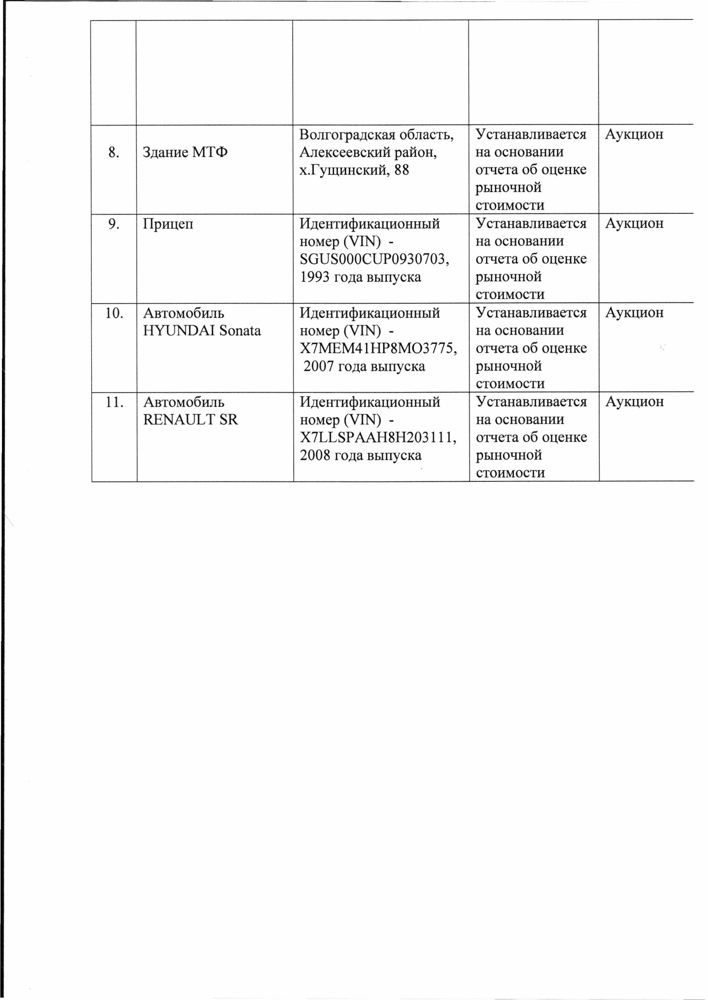 8.
Здание МТФ
Волгоградская область,
Алексеевский район,
х.Гущинский, 88
Устанавливается
на основании
отчета об оценке
рыночной
стоимости
Аукцион
9.
Прицеп
Идентификационный
номер (VIN) -
SGUS000CUP0930703,
1993 года выпуска
Устанавливается
на основании
отчета об оценке
рыночной
стоимости
Аукцион
10.
Автомобиль
HYUNDAI Sonata
Идентификационный
номер (VIN) -
X7MEM41HP8MO3775,
2007 года выпуска
Устанавливается
на основании
отчета об оценке
рыночной
стоимости
Аукцион
11.
Автомобиль
RENAULT SR
Идентификационный
номер (VIN) -
X7LLSPAAH8H203111,
2008 года выпуска
Устанавливается
на основании
отчета об оценке
рыночной
стоимости
Аукцион